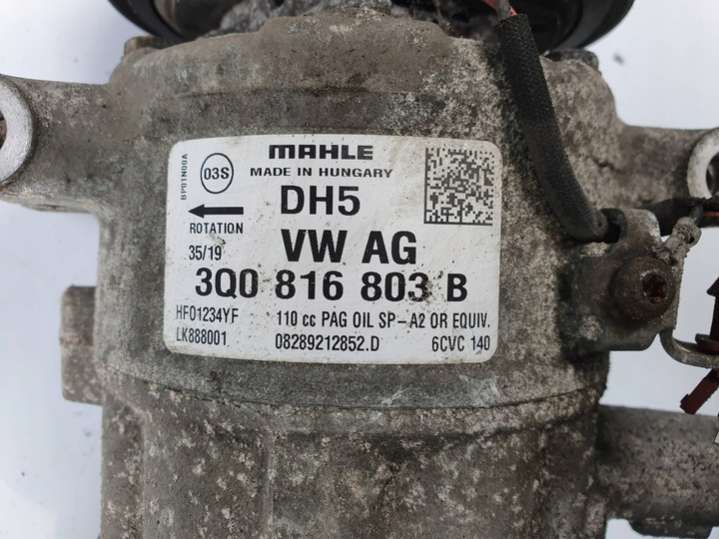 MAHLE
MADE IN HUNGARY
BP01N00A
03S
DH5
ROTATION
35/19
VW AG
3Q0 816 803 B
HFO1234YF 110 cc PAG OIL SP-A2 OR EQUIV.
LK888001 08289212852.D 6CVC 140